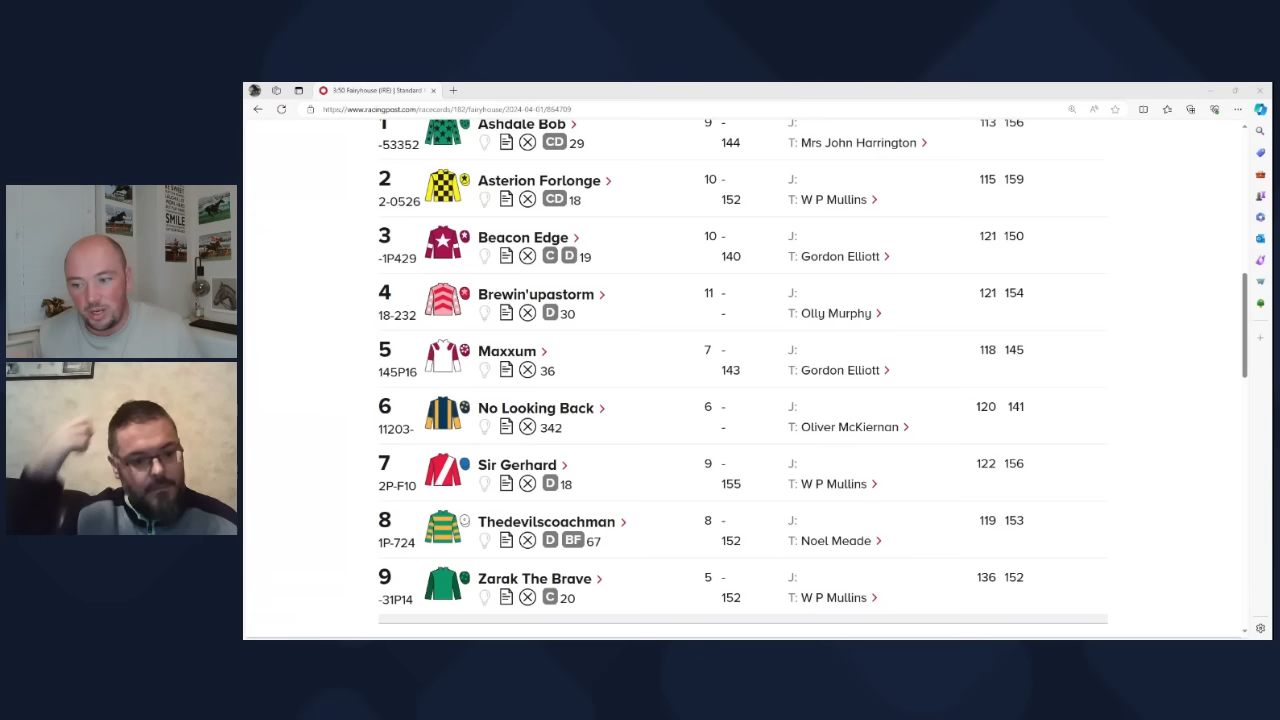 3:50 Fairyhouse (IRE) | Standard
https://www.racingpost.com/racecards/182/fairyhouse/2024-04-01/864709
1 Ashdale Bob 9 - J: 113 156
-53352 CD 29 144 T: Mrs John Harrington
2 Asterion Forlonge 10 - J: 115 159
2-0526 CD 18 152 T: W P Mullins
3 Beacon Edge 10 - J: 121 150
-1P429 C D 19 140 T: Gordon Elliott
4 Brewin'upastorm 11 - J: 121 154
18-232 D 30 - T: Olly Murphy
5 Maxxum 7 - J: 118 145
145P16 36 143 T: Gordon Elliott
6 No Looking Back 6 - J: 120 141
11203- 342 - T: Oliver McKiernan
7 Sir Gerhard 9 - J: 122 156
2P-F10 D 18 155 T: W P Mullins
8 Thedevilscoachman 8 - J: 119 153
1P-724 D BF 67 152 T: Noel Meade
9 Zarak The Brave 5 - J: 136 152
-31P14 C 20 152 T: W P Mullins
SMILE